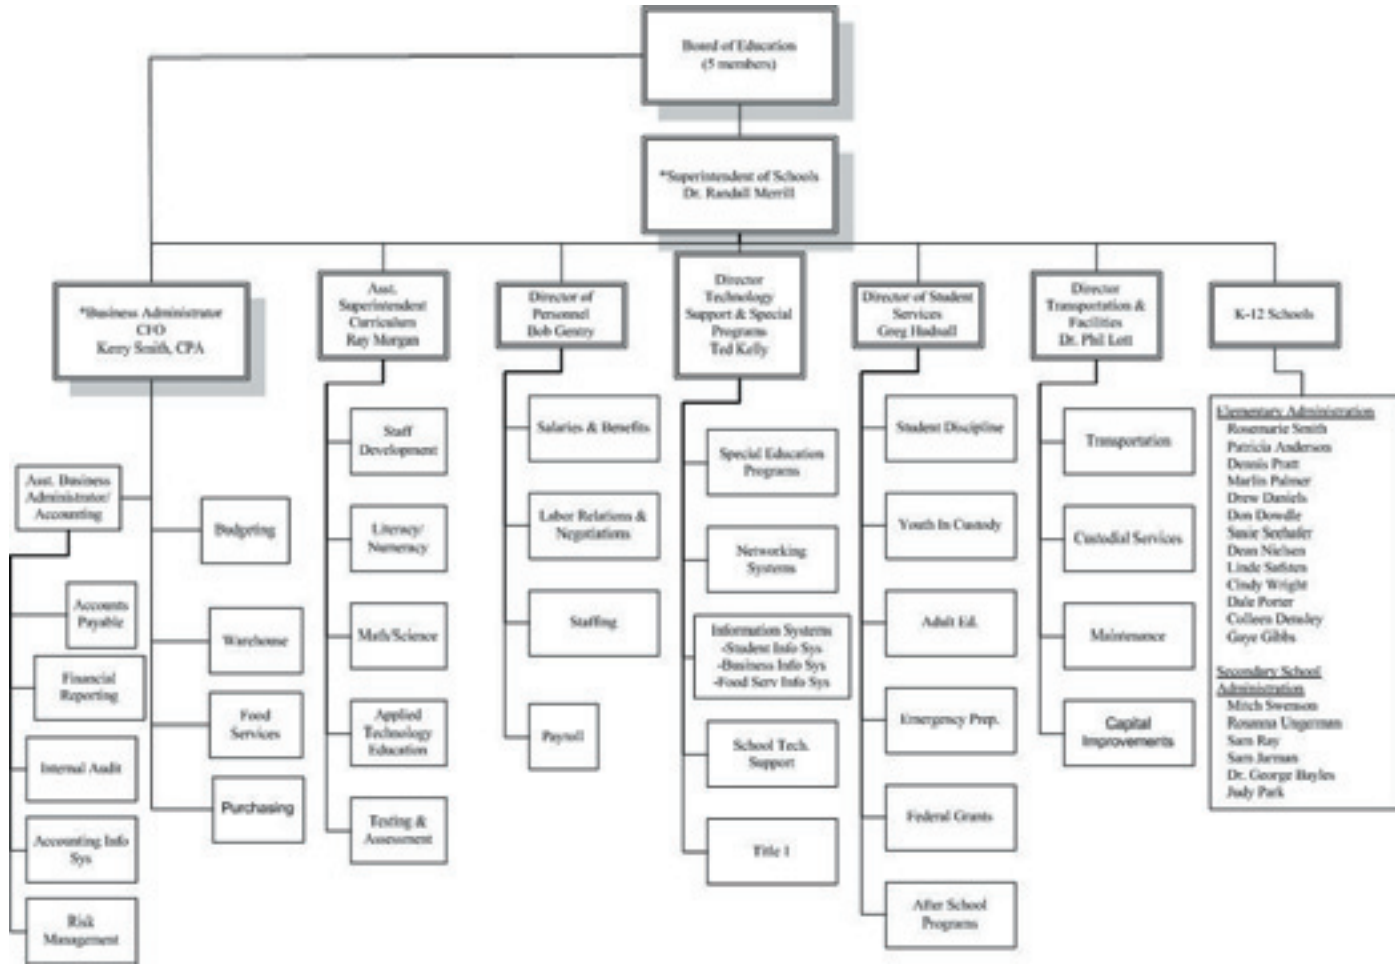 Board of Education
(5 members)
*Superintendent of Schools
Dr. Randall Merrill
*Business Administrator
CFO
Kerry Smith, CPA
Asst.
Superintendent
Curriculum
Ray Morgan
Director of
Personnel
Bob Gentry
Director
Technology
Support & Special
Programs
Ted Kelly
Director of Student
Services
Greg Hudnall
Director
Transportation &
Facilities
Dr. Phil Lott
K-12 Schools
Asst. Business
Administrator/
Accounting
Accounts
Payable
Financial
Reporting
Internal Audit
Accounting Info
Sys
Risk
Management
Budgeting
Warehouse
Food
Services
Purchasing
Staff
Development
Literacy/
Numeracy
Math/Science
Applied
Technology
Education
Testing &
Assessment
Salaries & Benefits
Labor Relations &
Negotiations
Staffing
Payroll
Special Education
Programs
Networking
Systems
Information Systems
-Student Info Sys
-Business Info Sys
-Food Serv Info Sys
School Tech.
Support
Title I
Student Discipline
Youth In Custody
Adult Ed.
Emergency Prep.
Federal Grants
After School
Programs
Transportation
Custodial Services
Maintenance
Capital
Improvements
Elementary Administration
Rosemarie Smith
Patricia Anderson
Dennis Pratt
Marlin Palmer
Drew Daniels
Don Dowdle
Susie Seehafer
Dean Nielsen
Cindy Wright
Dale Porter
Colleen Densley
Gaye Gibbs
Secondary School
Administration
Mitch Swenson
Rosanna Ungerman
Sam Ray
Sam Jarman
Dr. George Bayles
Judy Park